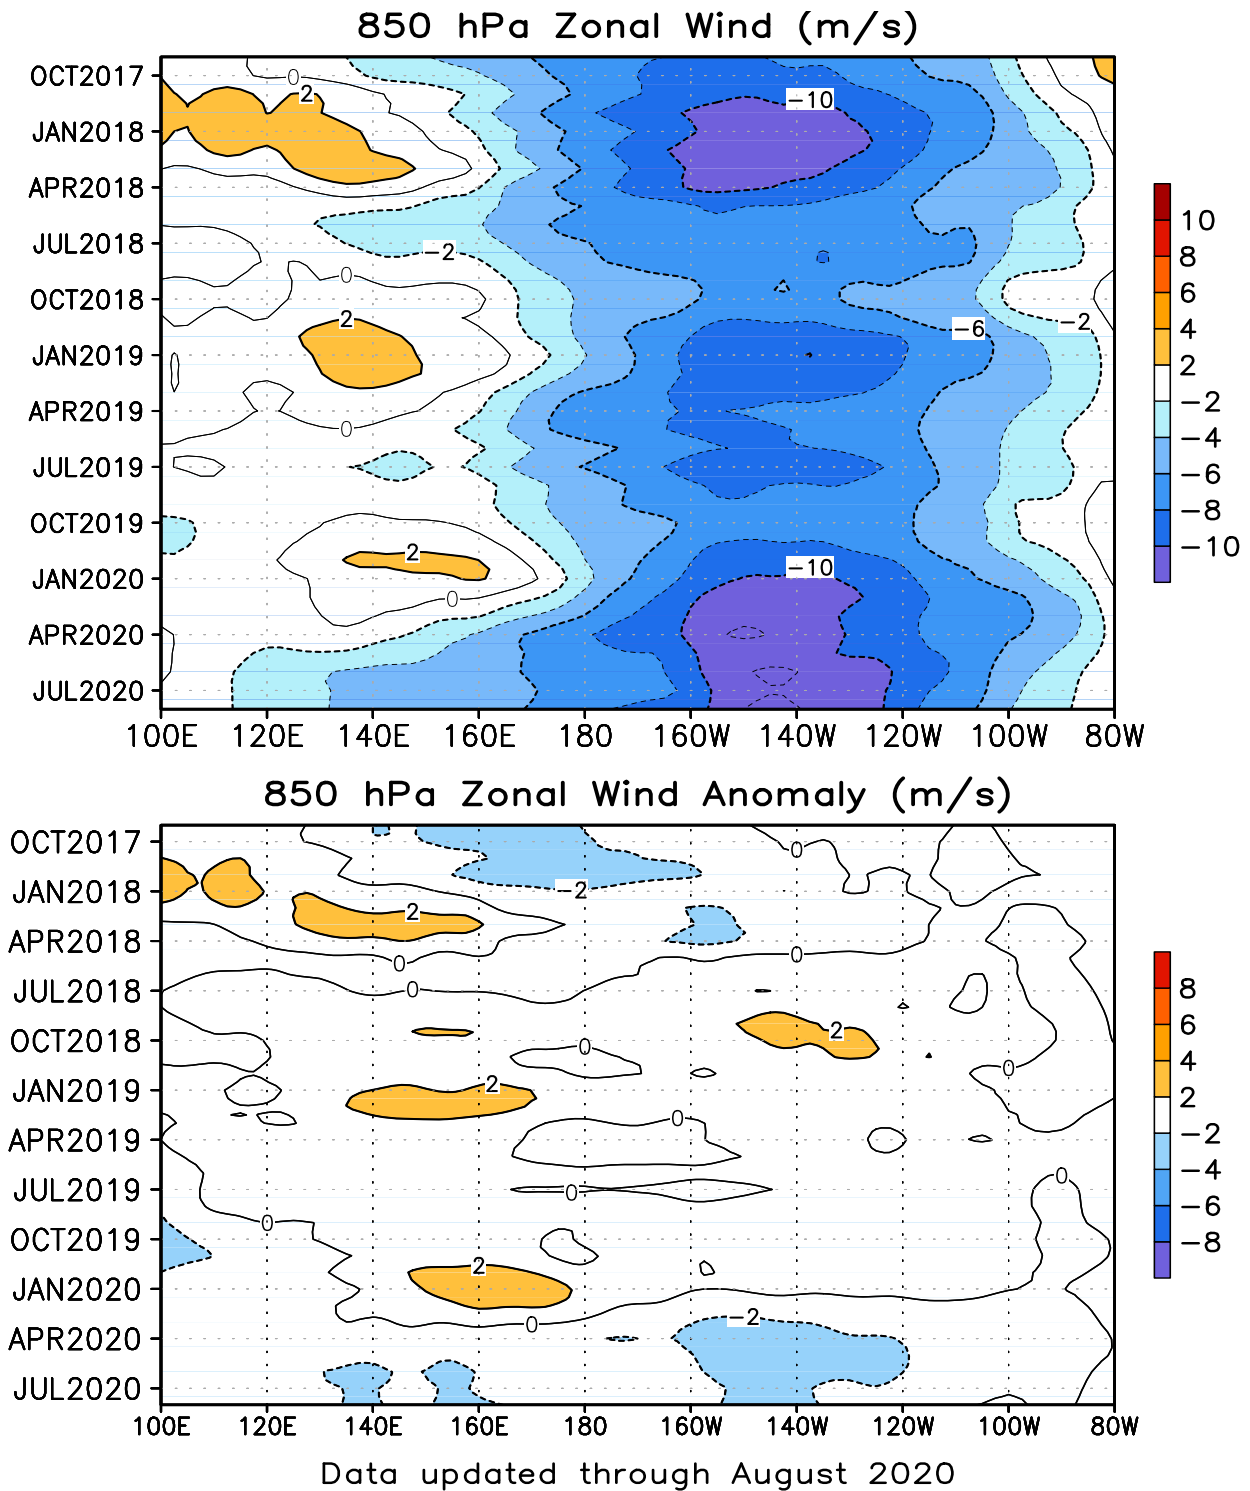 850 hPa Zonal Wind (m/s)
OCT2017
JAN2018
APR2018
JUL2018
OCT2018
JAN2019
APR2019
JUL2019
OCT2019
JAN2020
APR2020
JUL2020
0
2
−10
−2
0
2
−6
−2
0
2
−10
0
100E 120E 140E 160E 180 160W 140W 120W 100W 80W
10
8
6
4
2
−2
−4
−6
−8
−10
850 hPa Zonal Wind Anomaly (m/s)
OCT2017
JAN2018
APR2018
JUL2018
OCT2018
JAN2019
APR2019
JUL2019
OCT2019
JAN2020
APR2020
JUL2020
0
−2
2
0
0
0
2
0
0
2
0
0
0
0
2
−2
0
100E 120E 140E 160E 180 160W 140W 120W 100W 80W
8
6
4
2
−2
−4
−6
−8
Data updated through August 2020